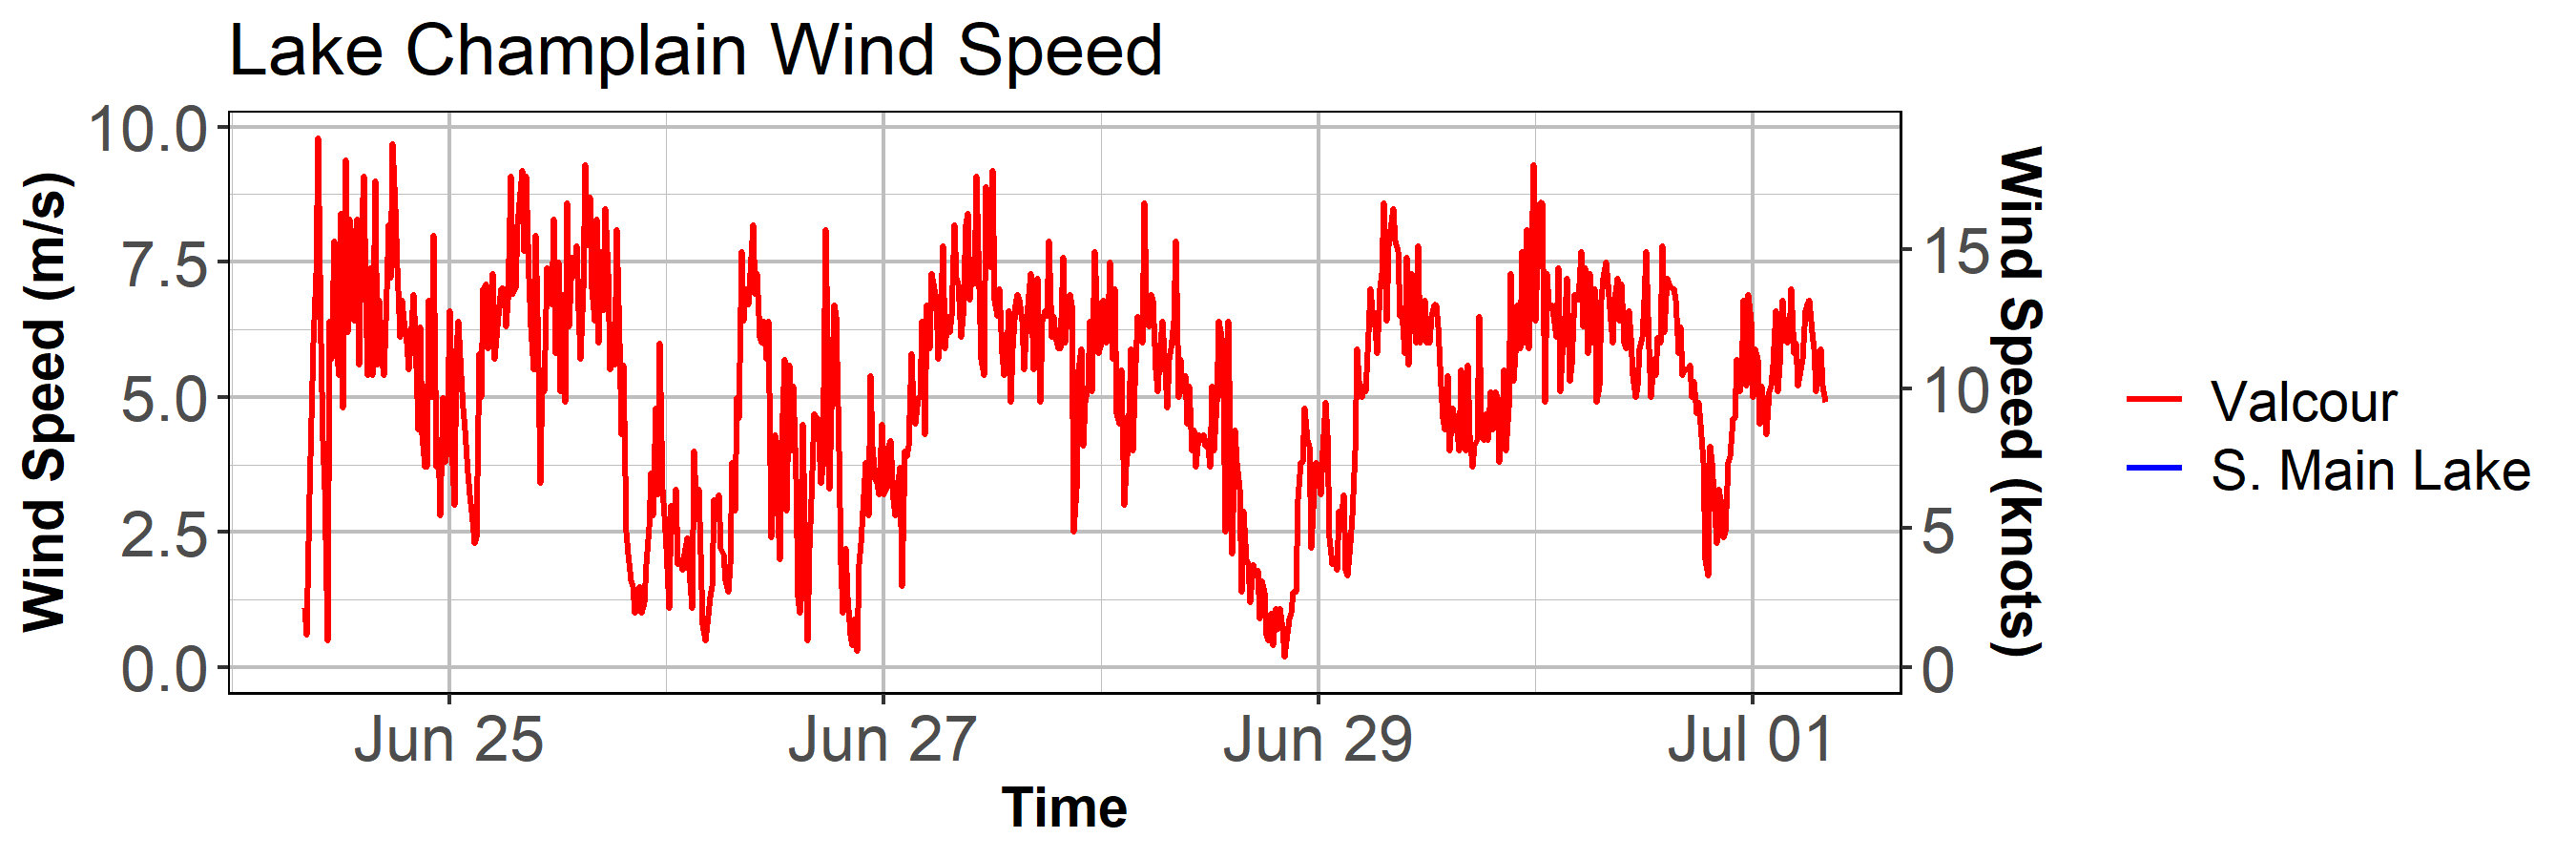 Lake Champlain Wind Speed
Wind Speed (m/s)
10.0
7.5
5.0
2.5
0.0
Jun 25
Jun 27
Jun 29
Jul 01
Time
15
10
5
0
Wind Speed (knots)
Valcour
S. Main Lake